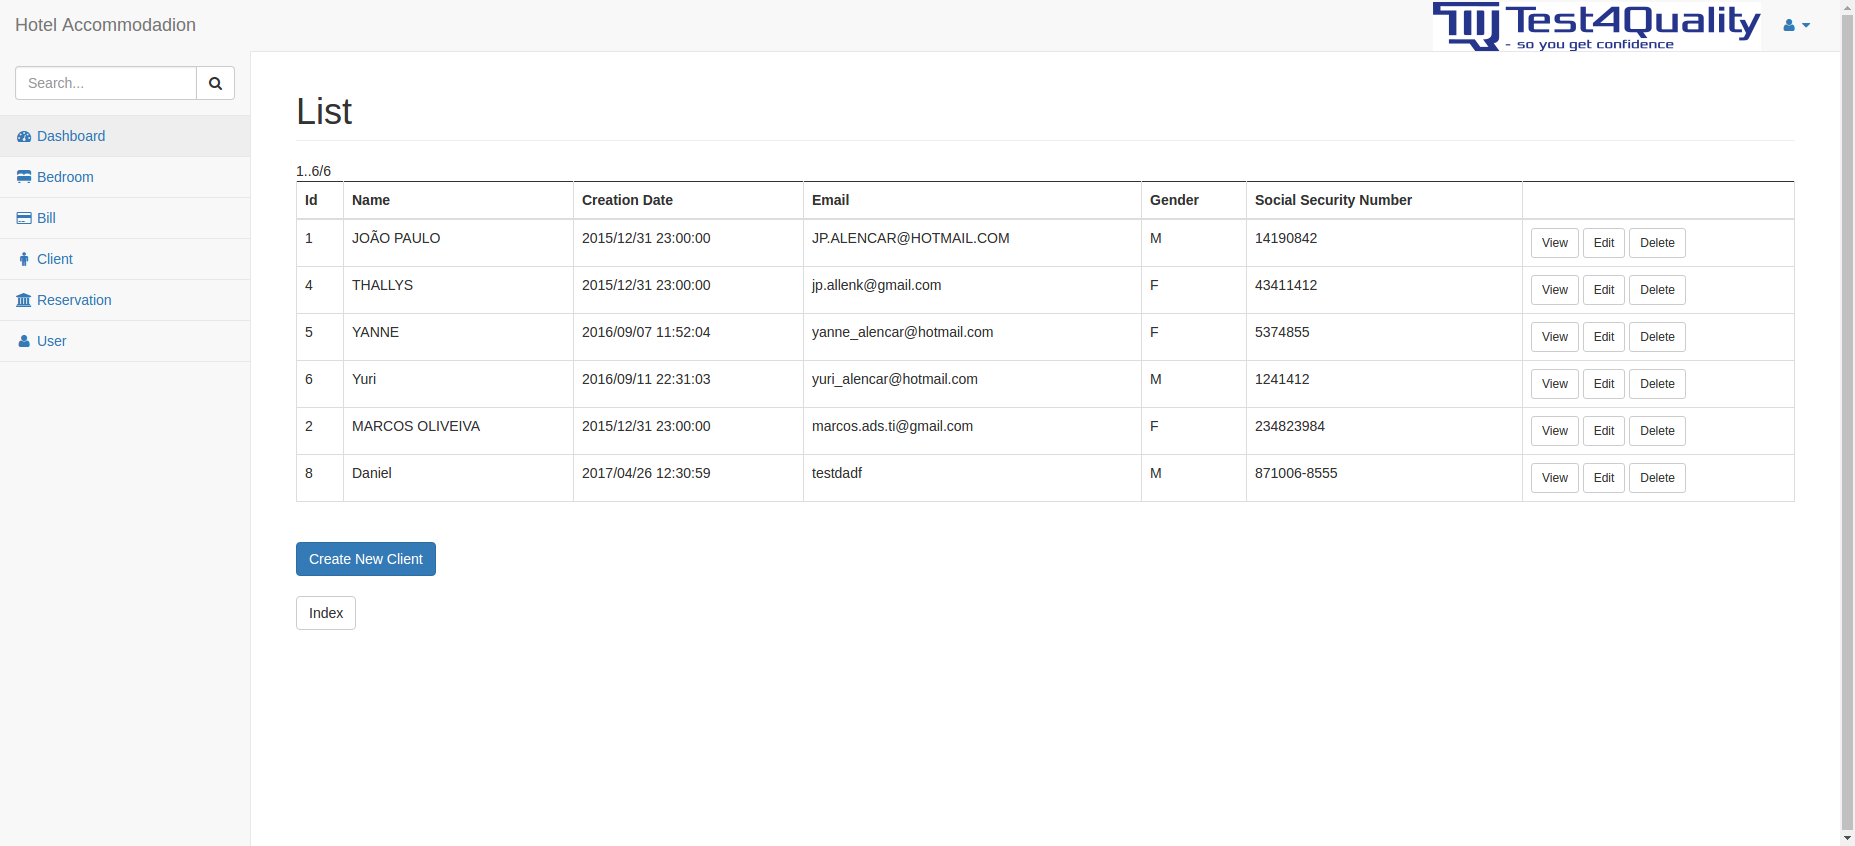 Hotel Accommodadion
Test4Quality
- so you get confidence
Search...
Dashboard
Bedroom
Bill
Client
Reservation
User
List
1..6/6
Id Name Creation Date Email Gender Social Security Number
1 JOÃO PAULO 2015/12/31 23:00:00 JP.ALENCAR@HOTMAIL.COM M 14190842 View Edit Delete
4 THALLYS 2015/12/31 23:00:00 jp.allenk@gmail.com F 43411412 View Edit Delete
5 YANNE 2016/09/07 11:52:04 yanne_alencar@hotmail.com F 5374855 View Edit Delete
6 Yuri 2016/09/11 22:31:03 yuri_alencar@hotmail.com M 1241412 View Edit Delete
2 MARCOS OLIVEIVA 2015/12/31 23:00:00 marcos.ads.ti@gmail.com F 234823984 View Edit Delete
8 Daniel 2017/04/26 12:30:59 testdadf M 871006-8555 View Edit Delete
Create New Client
Index